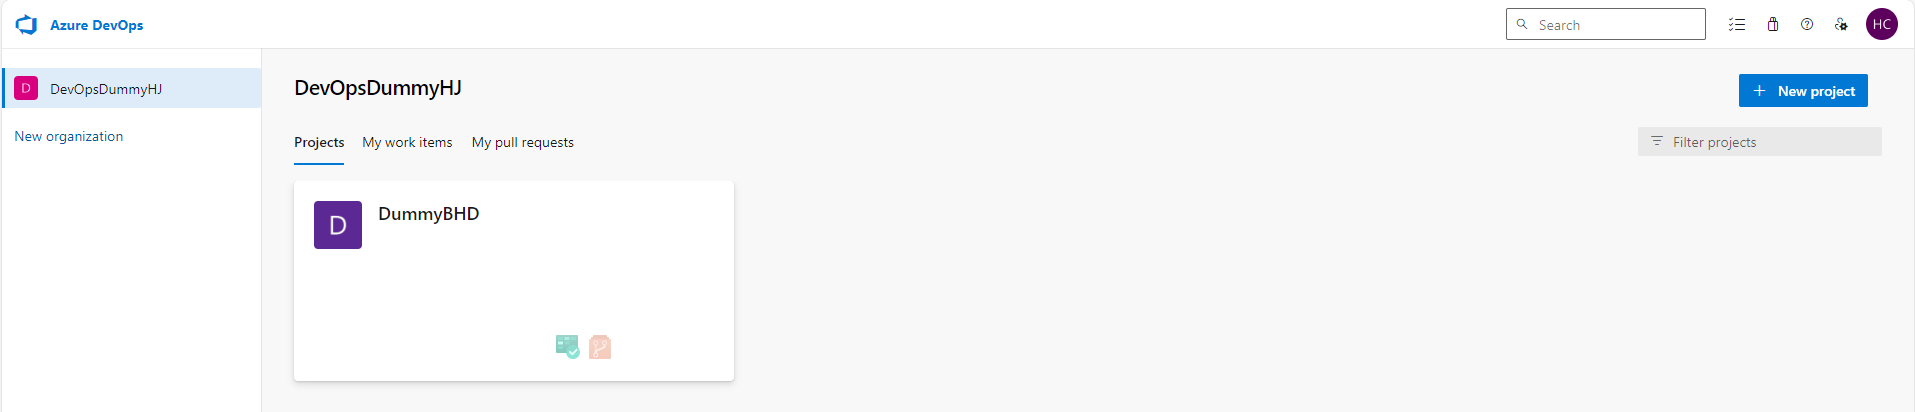 Azure DevOps
Search
HC
D DevOpsDummyHJ
New organization
DevOpsDummyHJ
New project
Projects My work items My pull requests
Filter projects
D DummyBHD